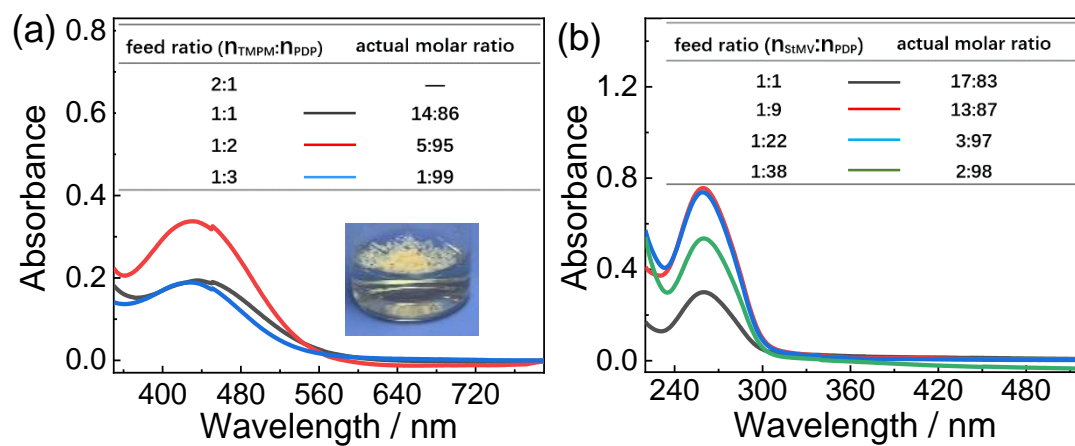 (a)
feed ratio (nTMPM:nPDP) actual molar ratio
2:1 —
1:1 14:86
1:2 5:95
1:3 1:99
0.8
0.6
0.4
0.2
0.0
Absorbance
400 480 560 640 720
Wavelength / nm
(b)
feed ratio (nStMV:nPDP) actual molar ratio
1:1 17:83
1:9 13:87
1:22 3:97
1:38 2:98
1.6
1.2
0.8
0.4
0.0
Absorbance
240 300 360 420 480
Wavelength / nm